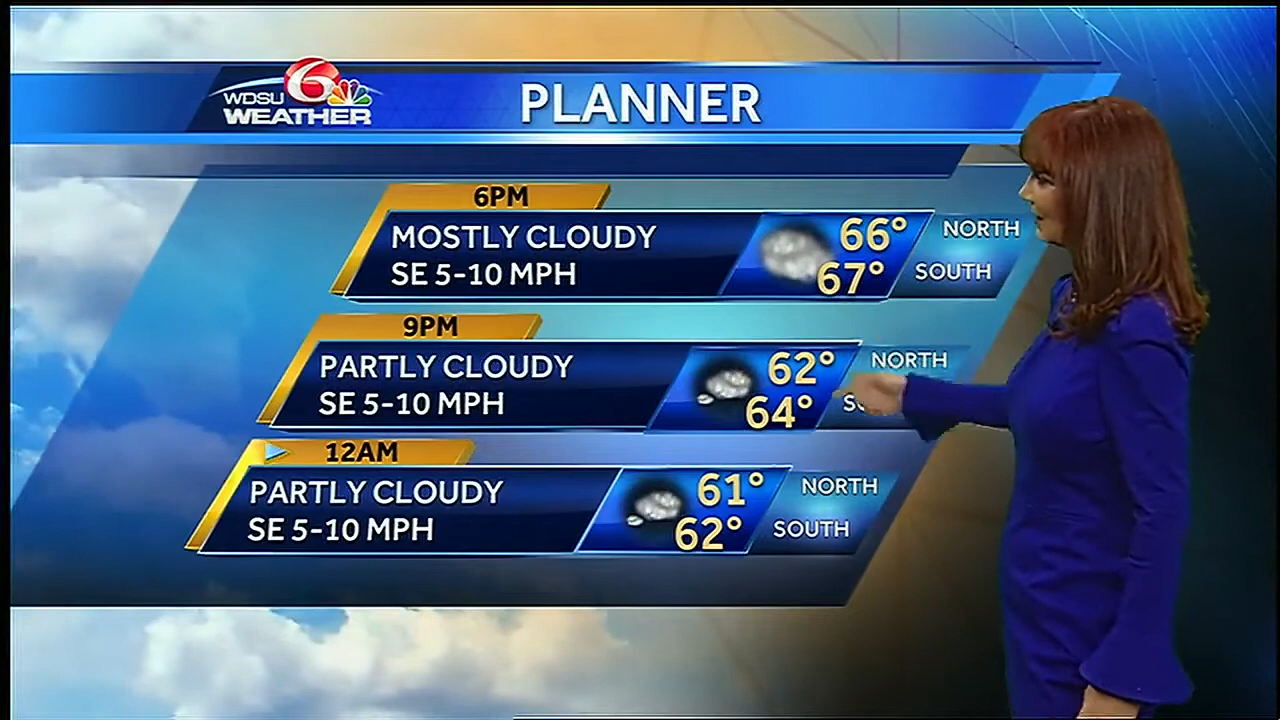 WDSU 6
WEATHER
PLANNER
6PM
MOSTLY CLOUDY
SE 5-10 MPH
66° NORTH
67° SOUTH
9PM
PARTLY CLOUDY
SE 5-10 MPH
62° NORTH
64°
12AM
PARTLY CLOUDY
SE 5-10 MPH
61° NORTH
62° SOUTH